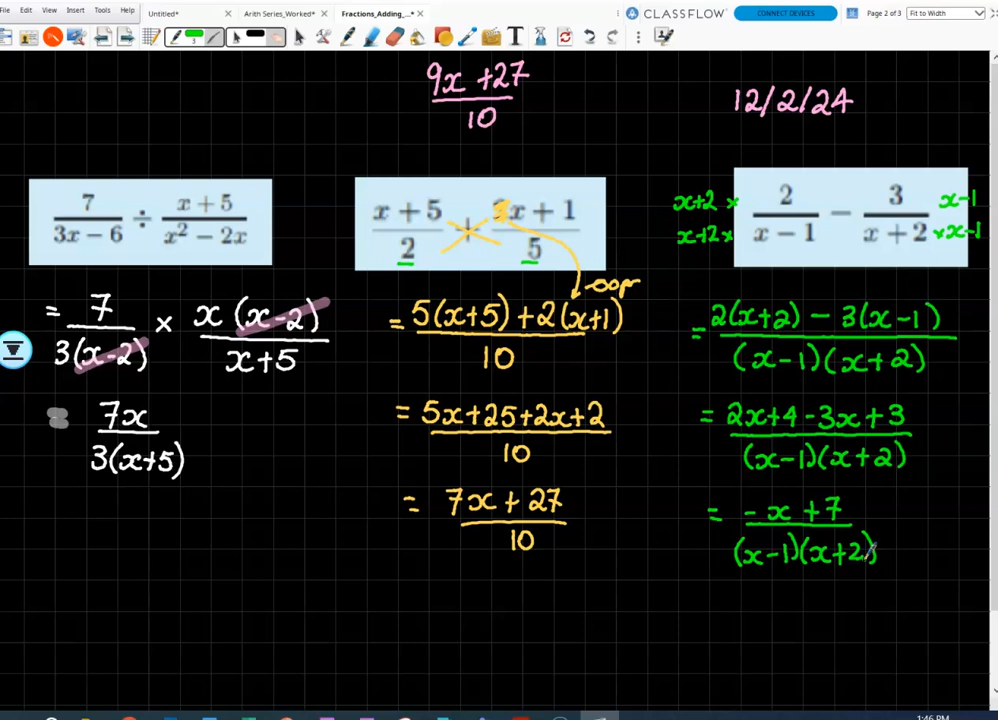 File Edit View Insert Tools Help
Untitled*
Arith Series_Worked*
Fractions_Adding_...*
CLASSFLOW
CONNECT DEVICES
Page 2 of 3
Fit to Width
9x + 27 / 10
12/2/24
7 / 3x − 6 ÷ x + 5 / x² − 2x
= 7 / 3(x-2) × x(x-2) / x+5
= 7x / 3(x+5)
x + 5 / 2 + x + 1 / 5
oops
= 5(x+5) + 2(x+1) / 10
= 5x+25+2x+2 / 10
= 7x + 27 / 10
x+2 × 2 / x − 1 − 3 / x + 2 x-1
x+2 × × x-1
= 2(x+2) − 3(x−1) / (x−1)(x+2)
= 2x+4−3x+3 / (x−1)(x+2)
= -x + 7 / (x−1)(x+2)
1:46 PM